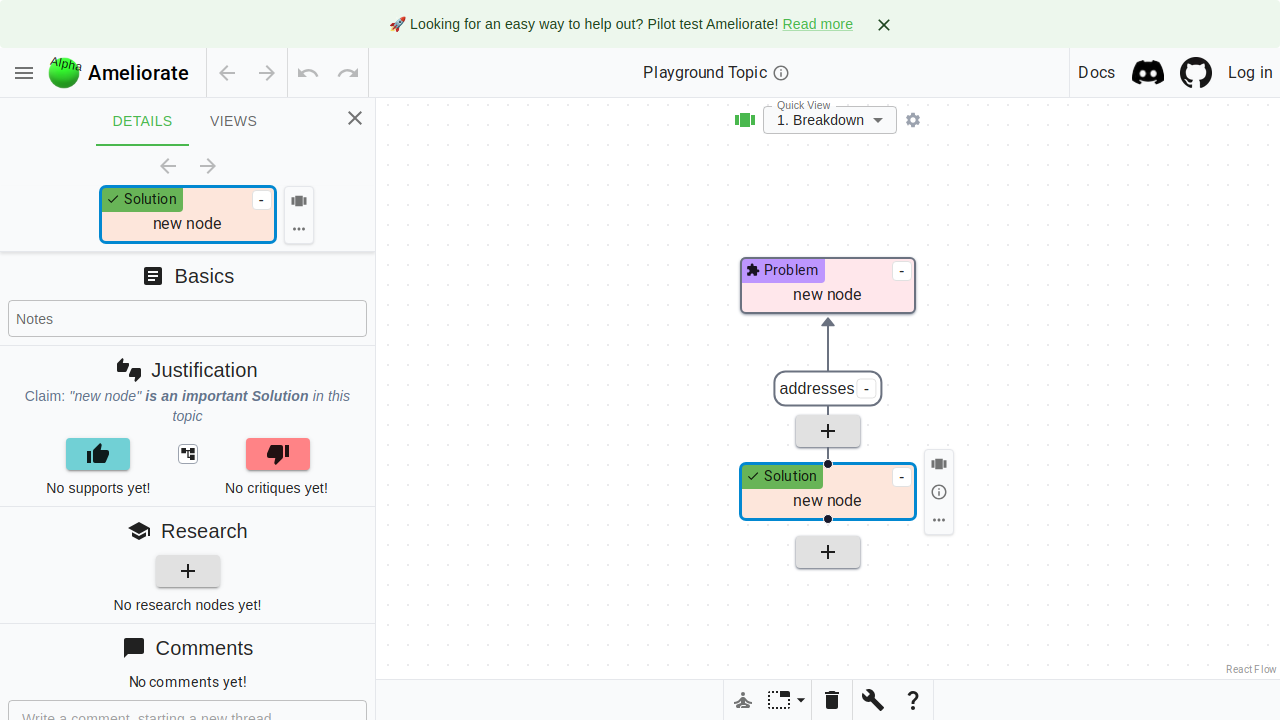 🚀 Looking for an easy way to help out? Pilot test Ameliorate! Read more
Alpha
Ameliorate
Playground Topic
Docs
Log in
DETAILS
VIEWS
Solution
-
new node
Basics
Notes
Justification
Claim: "new node" is an important Solution in this
topic
No supports yet!
No critiques yet!
Research
No research nodes yet!
Comments
No comments yet!
Write a comment, starting a new thread
Quick View
1. Breakdown
Problem
-
new node
addresses
-
Solution
-
new node
React Flow